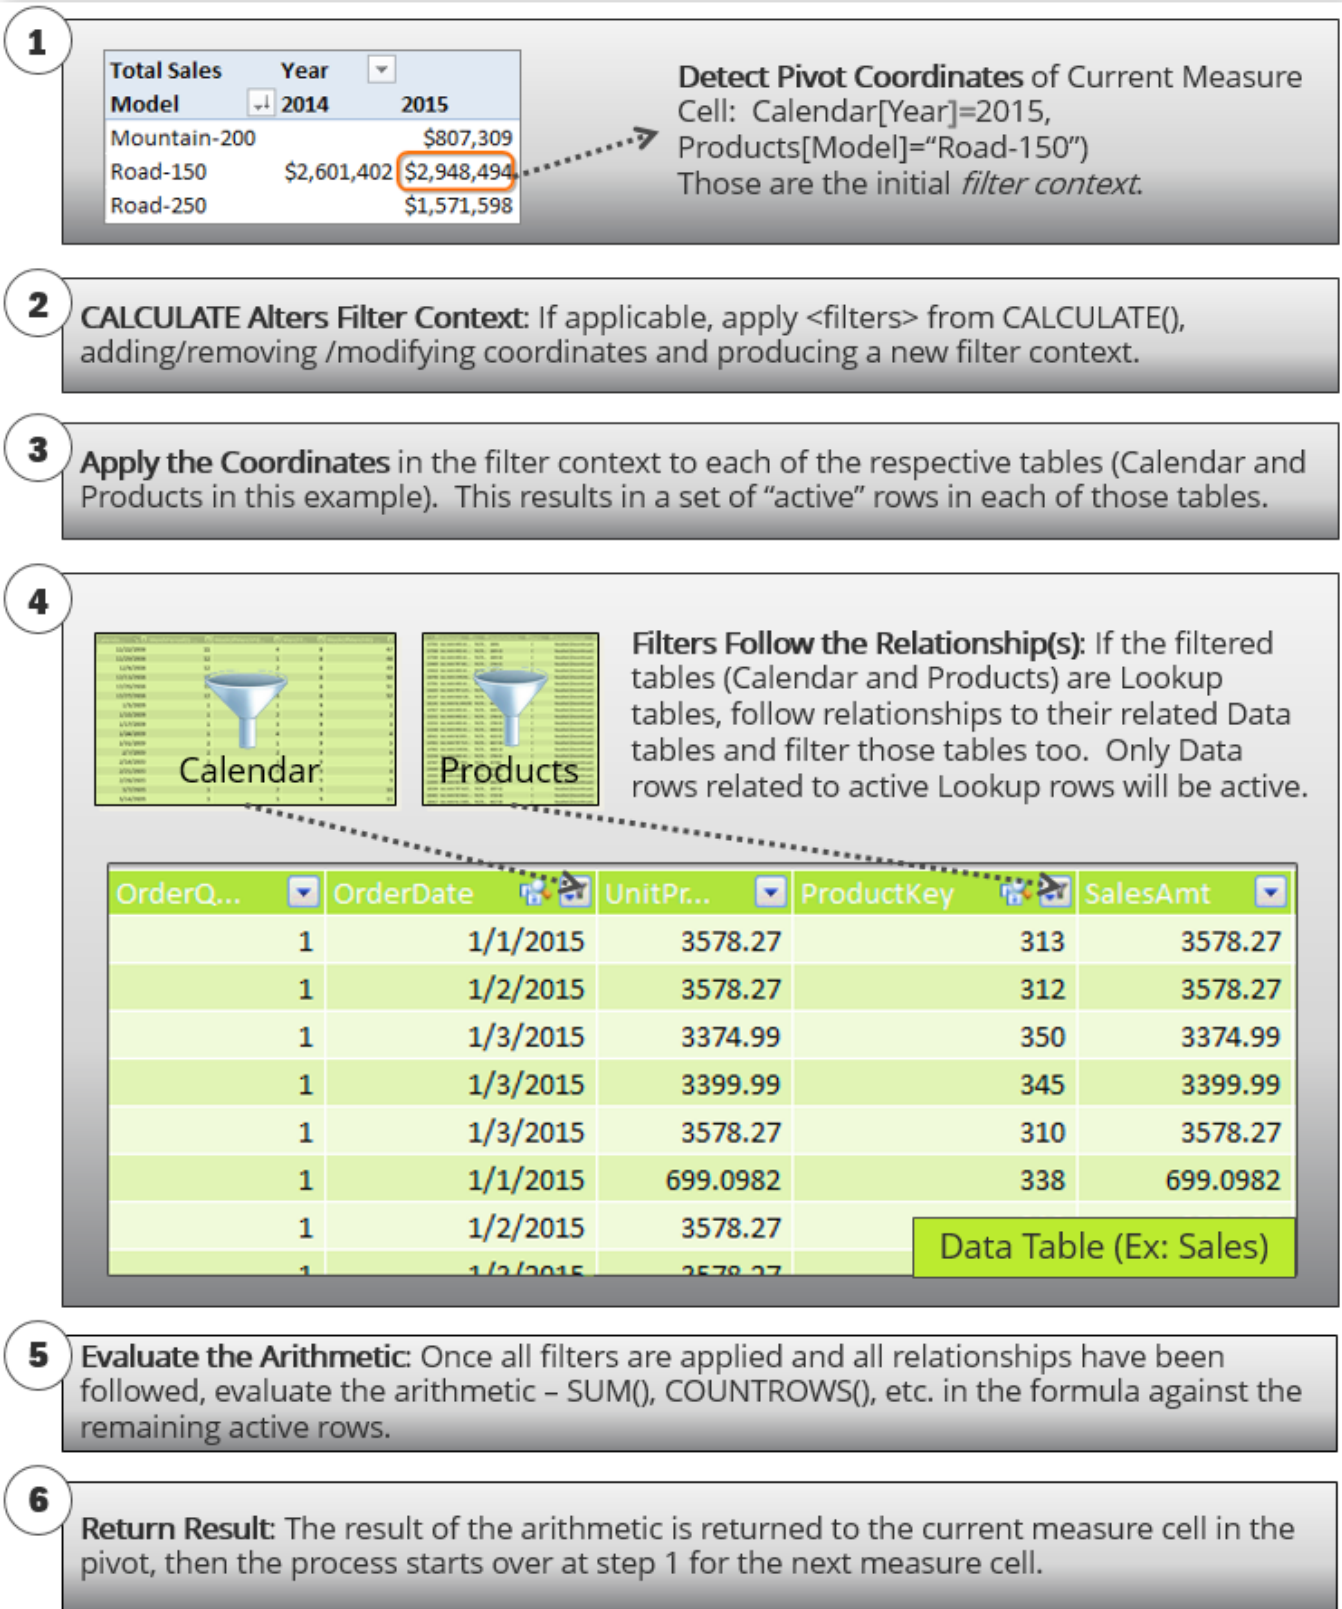 1
Total Sales Year
Model 2014 2015
Mountain-200 $807,309
Road-150 $2,601,402 $2,948,494
Road-250 $1,571,598
Detect Pivot Coordinates of Current Measure
Cell:  Calendar[Year]=2015,
Products[Model]=“Road-150”)
Those are the initial filter context.
2
CALCULATE Alters Filter Context: If applicable, apply <filters> from CALCULATE(),
adding/removing /modifying coordinates and producing a new filter context.
3
Apply the Coordinates in the filter context to each of the respective tables (Calendar and
Products in this example).  This results in a set of “active” rows in each of those tables.
4
Calendar
Products
Filters Follow the Relationship(s): If the filtered
tables (Calendar and Products) are Lookup
tables, follow relationships to their related Data
tables and filter those tables too.  Only Data
rows related to active Lookup rows will be active.
OrderQ... OrderDate UnitPr... ProductKey SalesAmt
1 1/1/2015 3578.27 313 3578.27
1 1/2/2015 3578.27 312 3578.27
1 1/3/2015 3374.99 350 3374.99
1 1/3/2015 3399.99 345 3399.99
1 1/3/2015 3578.27 310 3578.27
1 1/1/2015 699.0982 338 699.0982
1 1/2/2015 3578.27
Data Table (Ex: Sales)
5
Evaluate the Arithmetic: Once all filters are applied and all relationships have been
followed, evaluate the arithmetic – SUM(), COUNTROWS(), etc. in the formula against the
remaining active rows.
6
Return Result: The result of the arithmetic is returned to the current measure cell in the
pivot, then the process starts over at step 1 for the next measure cell.